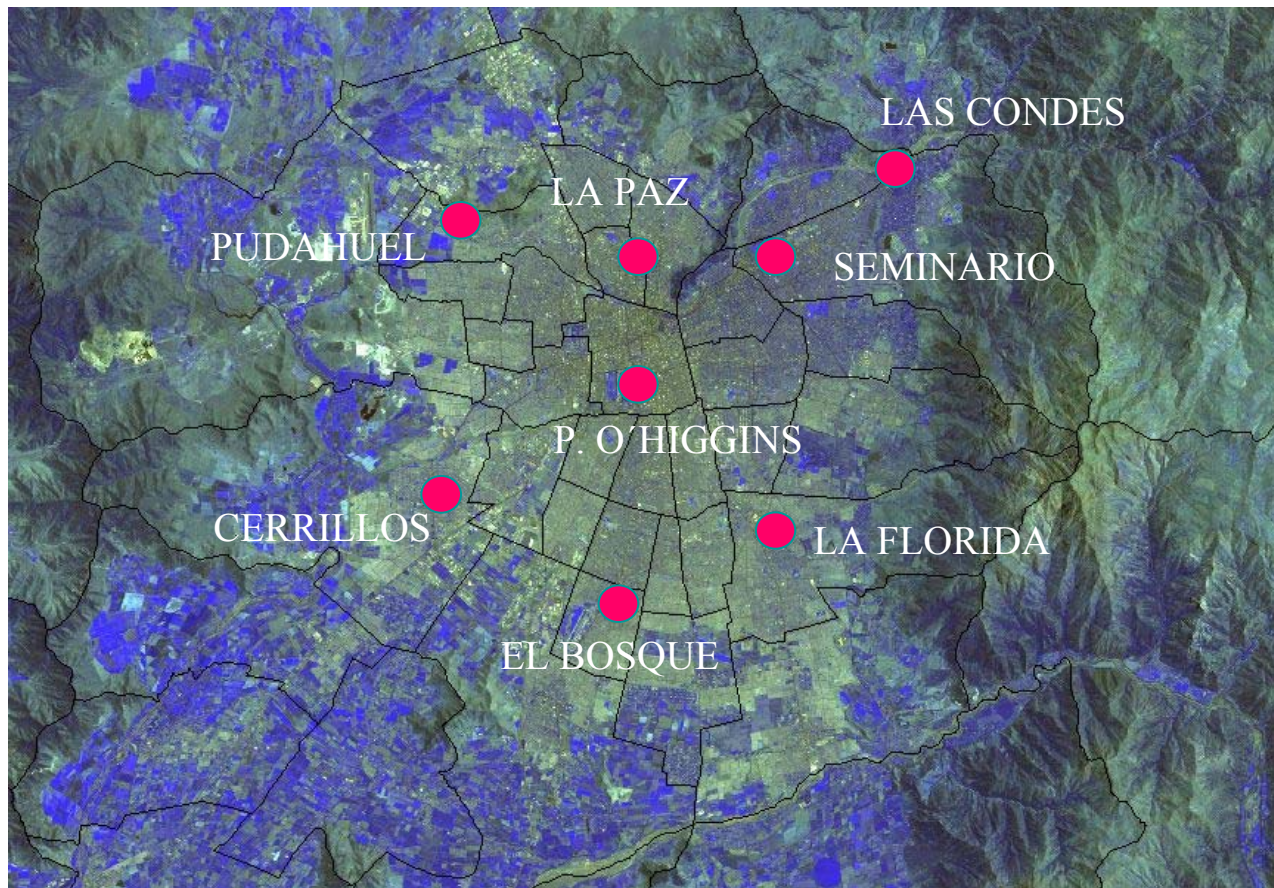 LAS CONDES
LA PAZ
PUDAHUEL
SEMINARIO
P. O´HIGGINS
CERRILLOS
LA FLORIDA
EL BOSQUE